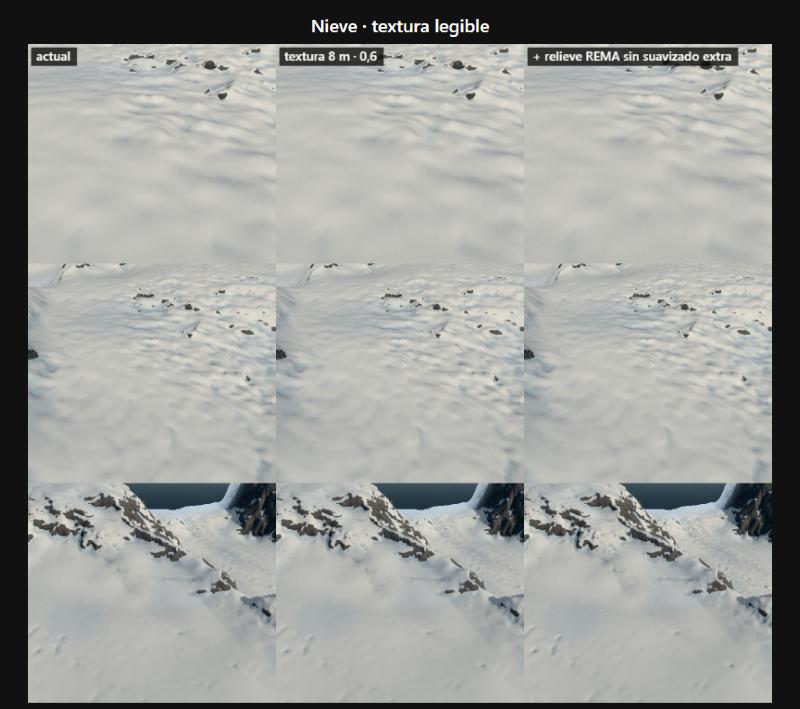 Nieve · textura legible
actual
textura 8 m · 0,6
+ relieve REMA sin suavizado extra